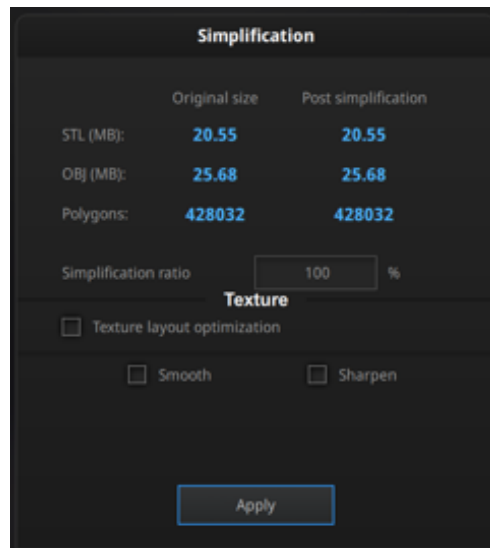 Simplification
Original size Post simplification
STL (MB): 20.55 20.55
OBJ (MB): 25.68 25.68
Polygons: 428032 428032
Simplification ratio 100 %
Texture
Texture layout optimization
Smooth Sharpen
Apply